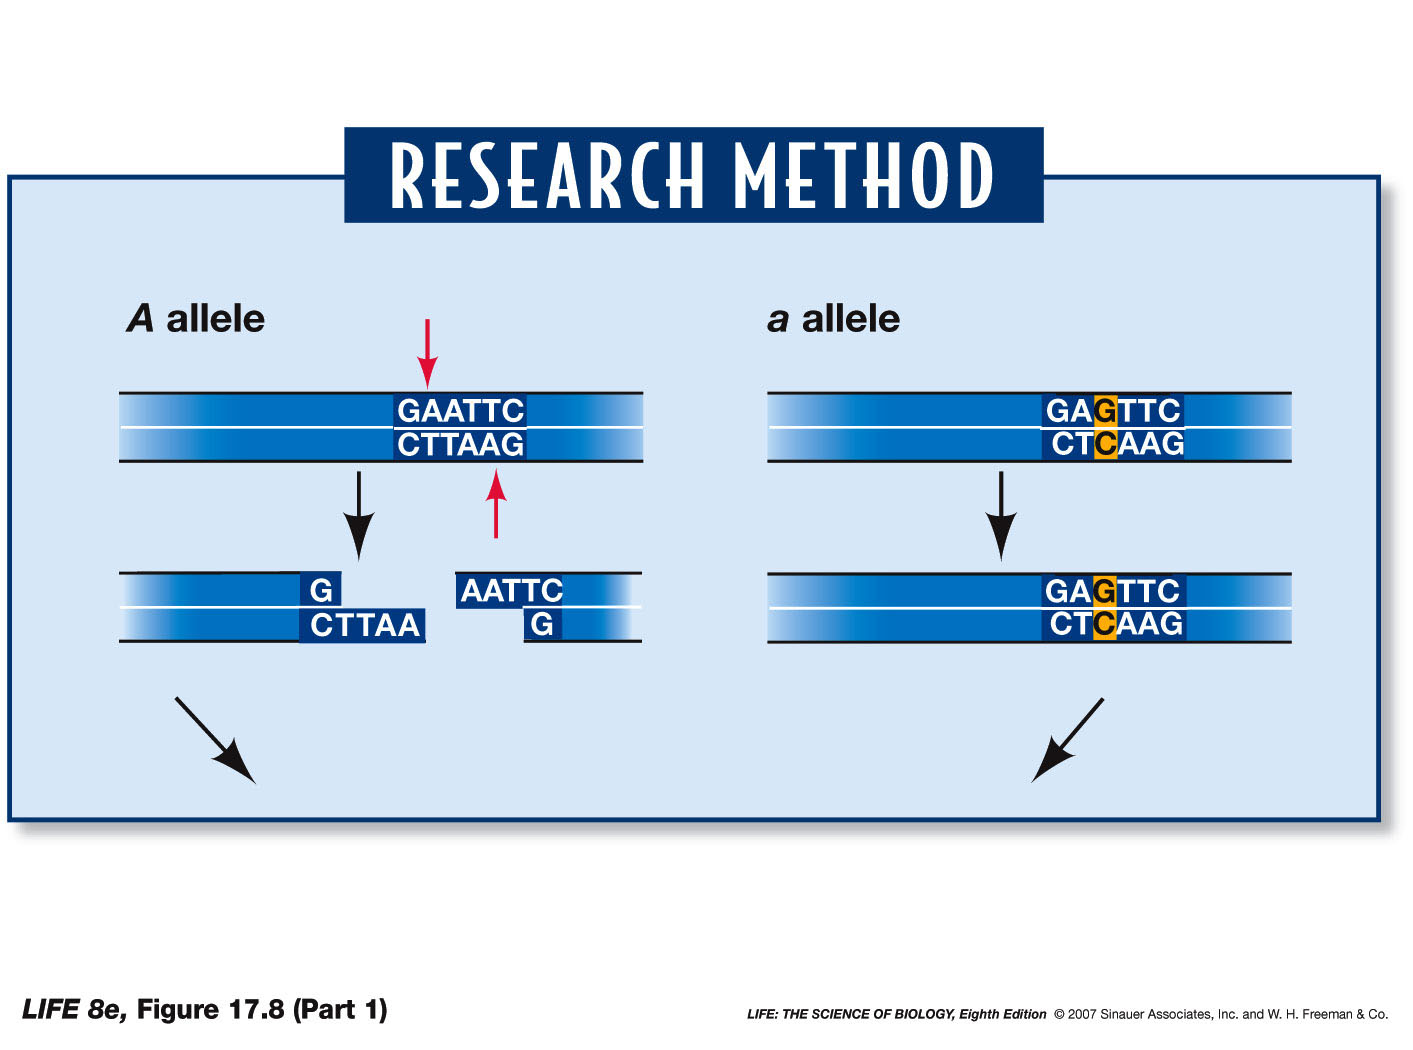 RESEARCH METHOD
A allele
GAATTC
CTTAAG
G
CTTAA
AATTC
G
a allele
GAGTTC
CTCAAG
GAGTTC
CTCAAG
LIFE 8e, Figure 17.8 (Part 1)
LIFE: THE SCIENCE OF BIOLOGY, Eighth Edition © 2007 Sinauer Associates, Inc. and W. H. Freeman & Co.